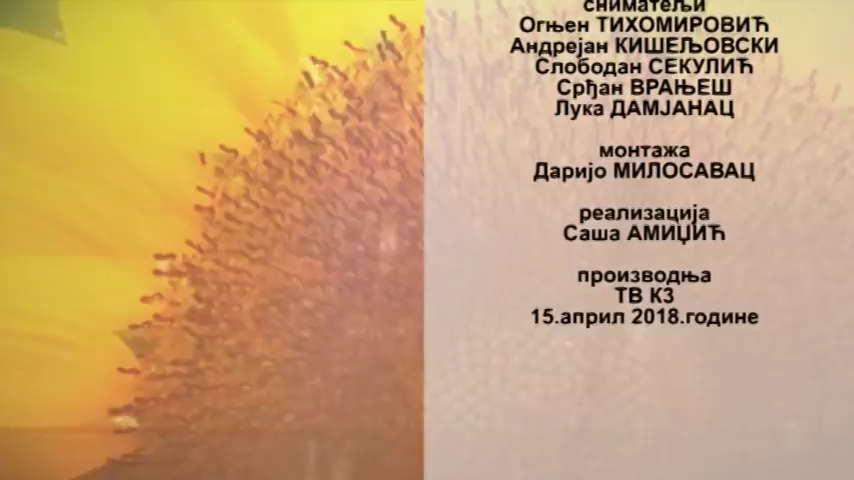 сниматељи
Огњен ТИХОМИРОВИЋ
Андрејан КИШЕЉОВСКИ
Слободан СЕКУЛИЋ
Срђан ВРАЊЕШ
Лука ДАМЈАНАЦ
монтажа
Даријо МИЛОСАВАЦ
реализација
Саша АМИЏИЋ
производња
ТВ К3
15.април 2018.године